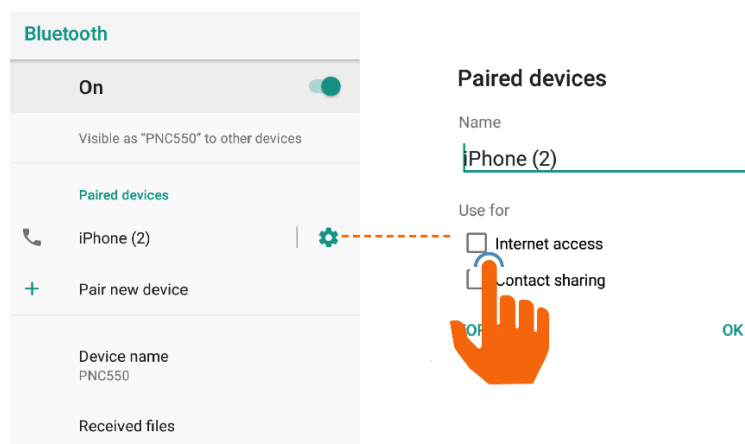 Bluetooth
On
Visible as “PNC550” to other devices
Paired devices
iPhone (2)
Pair new device
Device name
PNC550
Received files
Paired devices
Name
iPhone (2)
Use for
Internet access
Contact sharing
OK